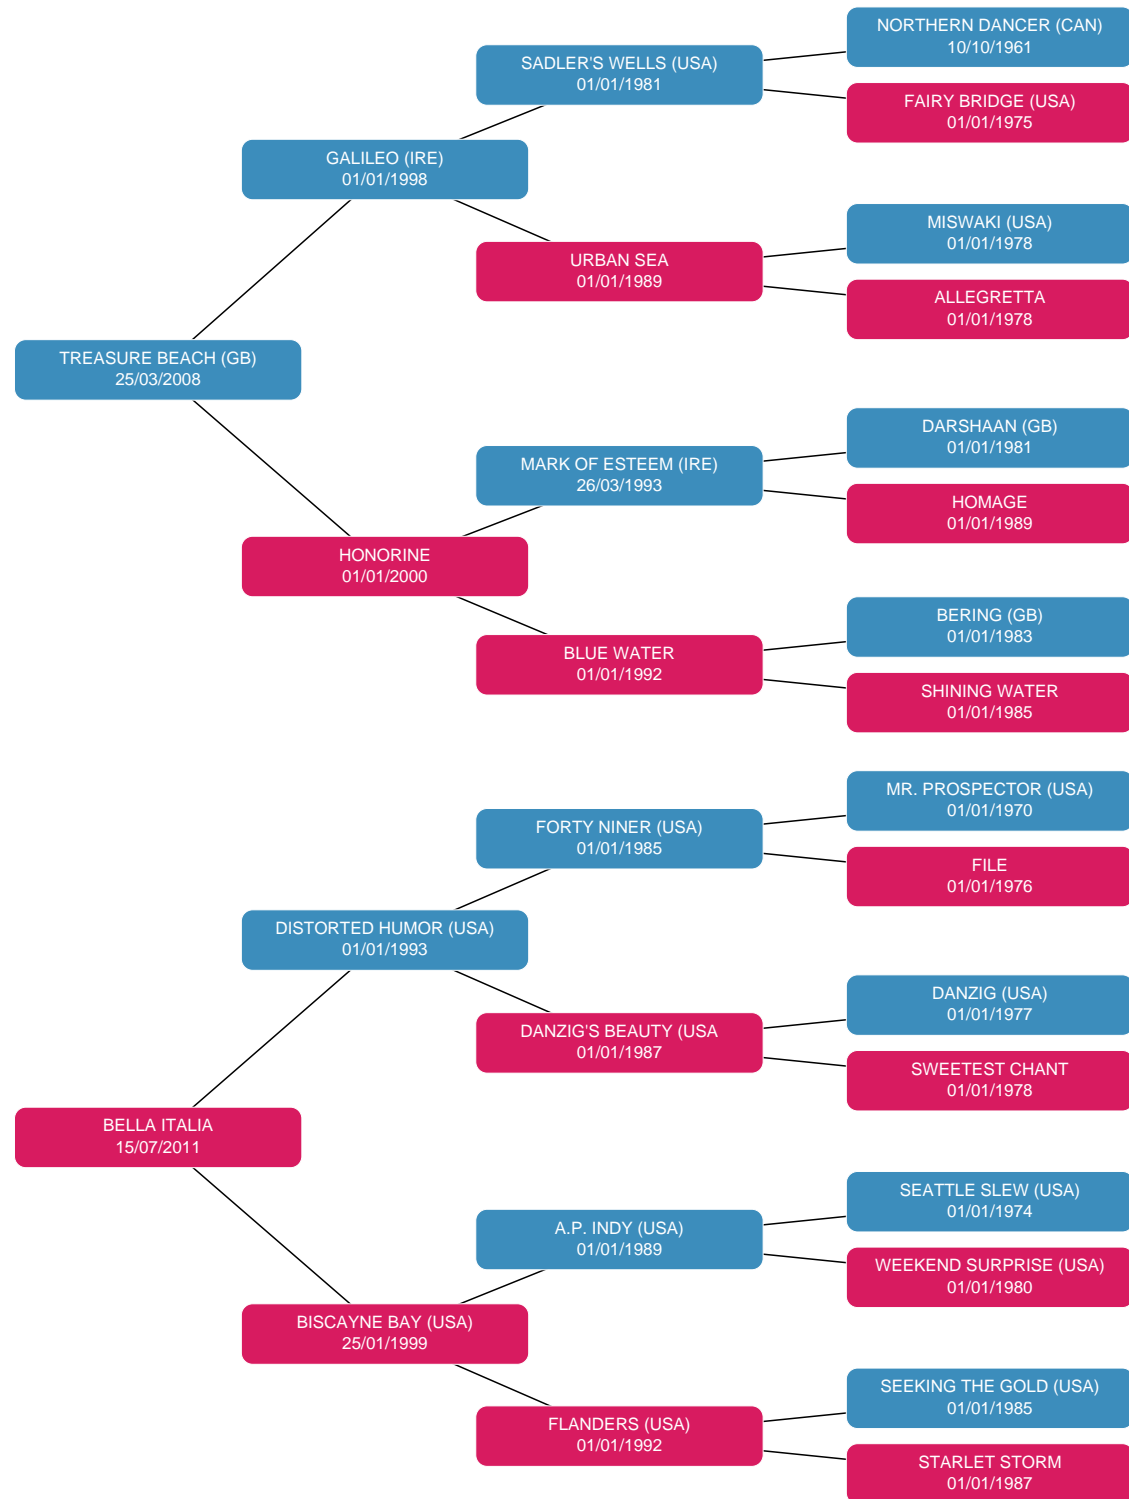 NORTHERN DANCER (CAN)
10/10/1961
SADLER'S WELLS (USA)
01/01/1981
FAIRY BRIDGE (USA)
01/01/1975
GALILEO (IRE)
01/01/1998
MISWAKI (USA)
01/01/1978
URBAN SEA
01/01/1989
ALLEGRETTA
01/01/1978
TREASURE BEACH (GB)
25/03/2008
DARSHAAN (GB)
01/01/1981
MARK OF ESTEEM (IRE)
26/03/1993
HOMAGE
01/01/1989
HONORINE
01/01/2000
BERING (GB)
01/01/1983
BLUE WATER
01/01/1992
SHINING WATER
01/01/1985
MR. PROSPECTOR (USA)
01/01/1970
FORTY NINER (USA)
01/01/1985
FILE
01/01/1976
DISTORTED HUMOR (USA)
01/01/1993
DANZIG (USA)
01/01/1977
DANZIG'S BEAUTY (USA
01/01/1987
SWEETEST CHANT
01/01/1978
BELLA ITALIA
15/07/2011
SEATTLE SLEW (USA)
01/01/1974
A.P. INDY (USA)
01/01/1989
WEEKEND SURPRISE (USA)
01/01/1980
BISCAYNE BAY (USA)
25/01/1999
SEEKING THE GOLD (USA)
01/01/1985
FLANDERS (USA)
01/01/1992
STARLET STORM
01/01/1987